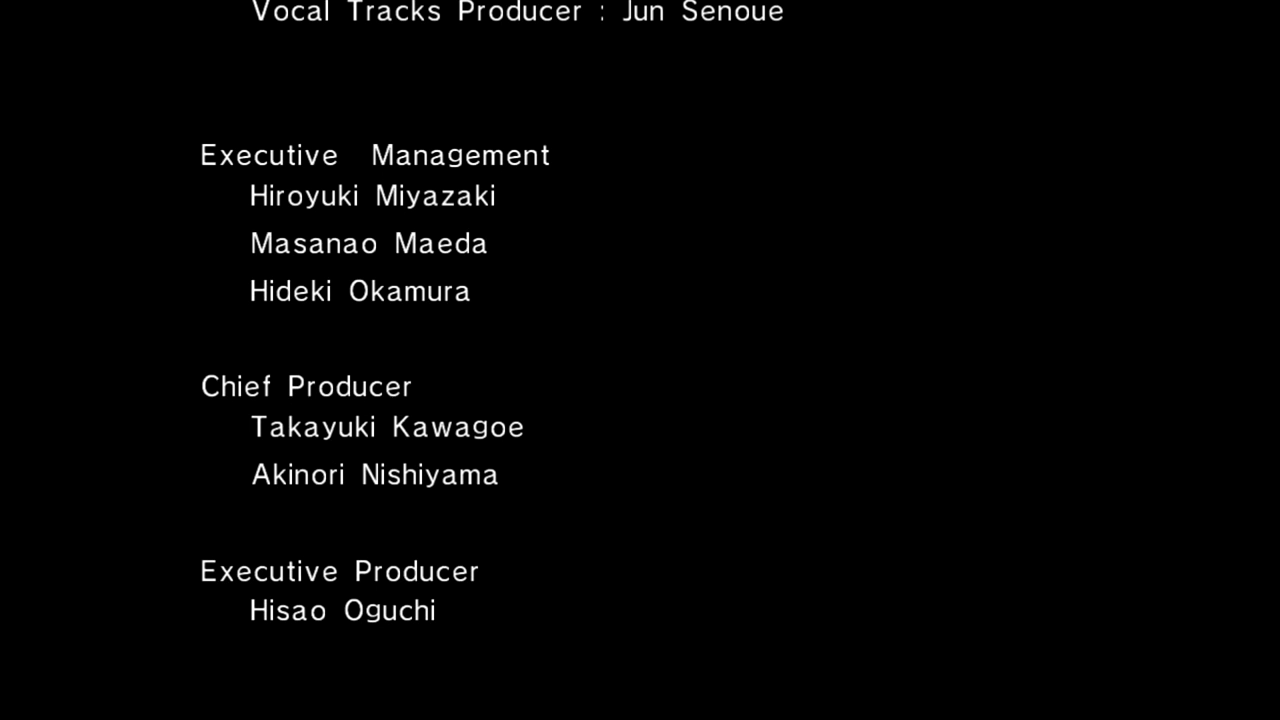 Vocal Tracks Producer : Jun Senoue
Executive Management
Hiroyuki Miyazaki
Masanao Maeda
Hideki Okamura
Chief Producer
Takayuki Kawagoe
Akinori Nishiyama
Executive Producer
Hisao Oguchi